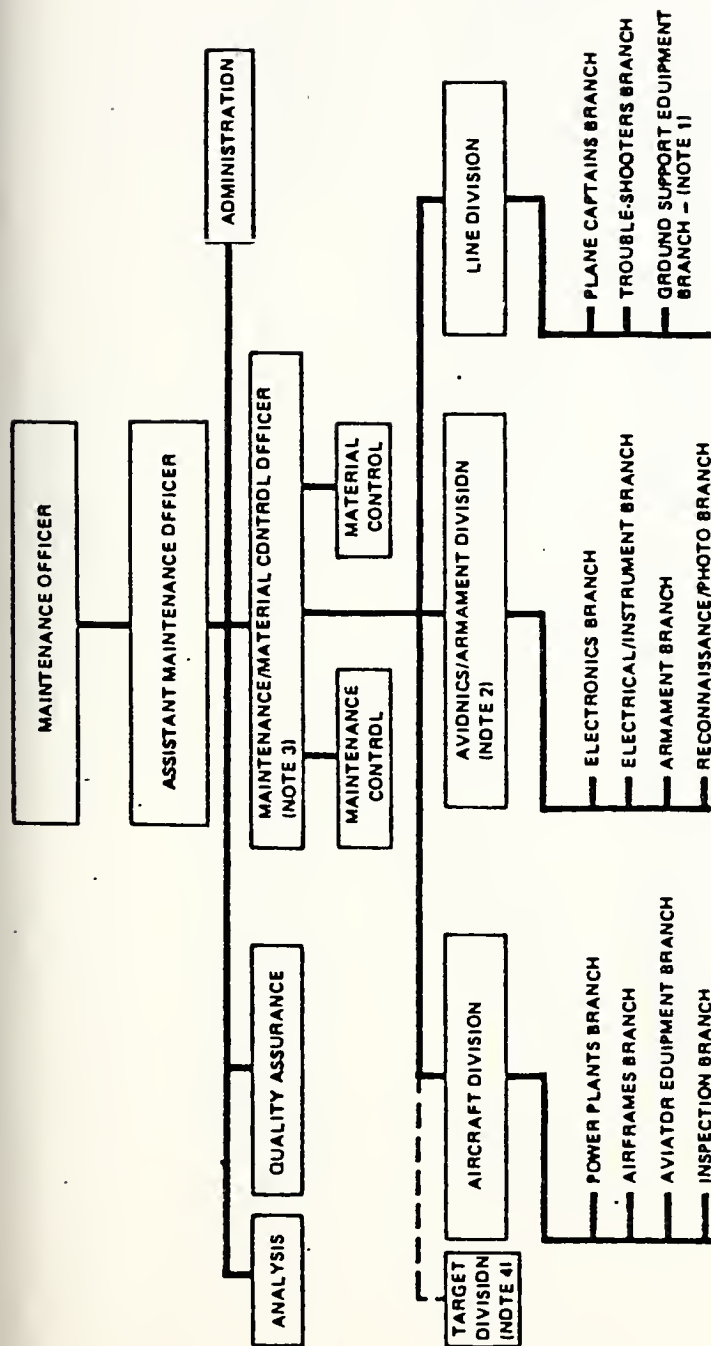 MAINTENANCE OFFICER
ASSISTANT MAINTENANCE OFFICER
ADMINISTRATION
ANALYSIS
QUALITY ASSURANCE
MAINTENANCE/MATERIAL CONTROL OFFICER
(NOTE 3)
MAINTENANCE
CONTROL
MATERIAL
CONTROL
TARGET
DIVISION
(NOTE 4)
AIRCRAFT DIVISION
AVIONICS/ARMAMENT DIVISION
(NOTE 2)
LINE DIVISION
POWER PLANTS BRANCH
AIRFRAMES BRANCH
AVIATOR EQUIPMENT BRANCH
INSPECTION BRANCH
ELECTRONICS BRANCH
ELECTRICAL/INSTRUMENT BRANCH
ARMAMENT BRANCH
RECONNAISSANCE/PHOTO BRANCH
PLANE CAPTAINS BRANCH
TROUBLE-SHOOTERS BRANCH
GROUND SUPPORT EQUIPMENT
BRANCH – (NOTE 1)